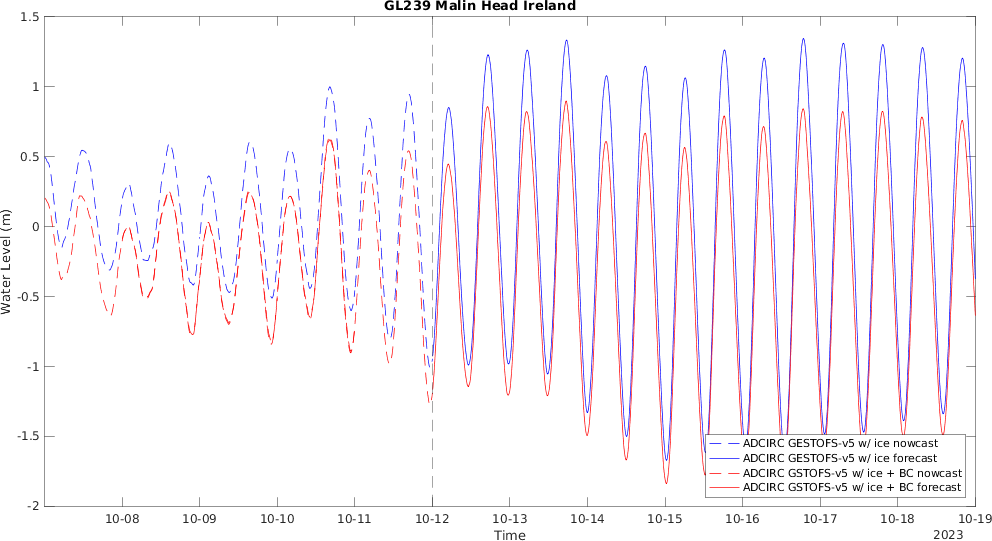 GL239 Malin Head Ireland
1.5
1
0.5
0
-0.5
-1
-1.5
-2
Water Level (m)
ADCIRC GESTOFS-v5 w/ ice nowcast
ADCIRC GESTOFS-v5 w/ ice forecast
ADCIRC GSTOFS-v5 w/ ice + BC nowcast
ADCIRC GSTOFS-v5 w/ ice + BC forecast
10-08 10-09 10-10 10-11 10-12 10-13 10-14 10-15 10-16 10-17 10-18 10-19
Time
2023